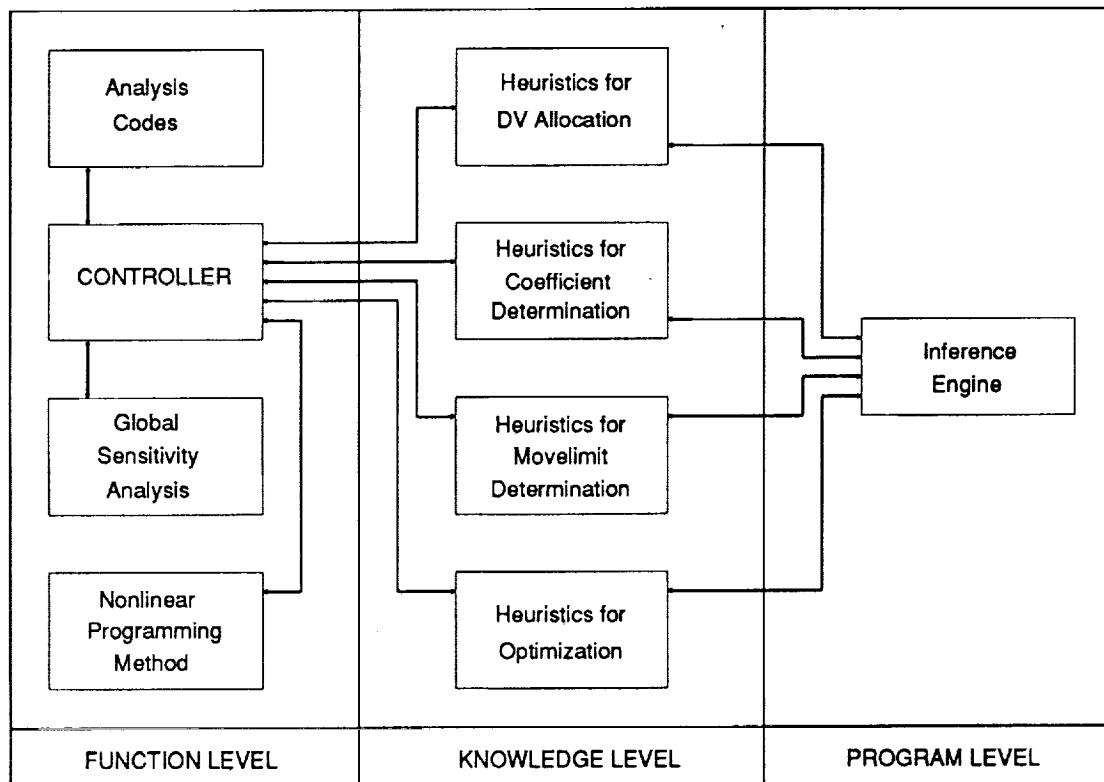 Analysis
Codes
CONTROLLER
Global
Sensitivity
Analysis
Nonlinear
Programming
Method
FUNCTION LEVEL
Heuristics for
DV Allocation
Heuristics for
Coefficient
Determination
Heuristics for
Movelimit
Determination
Heuristics for
Optimization
KNOWLEDGE LEVEL
Inference
Engine
PROGRAM LEVEL